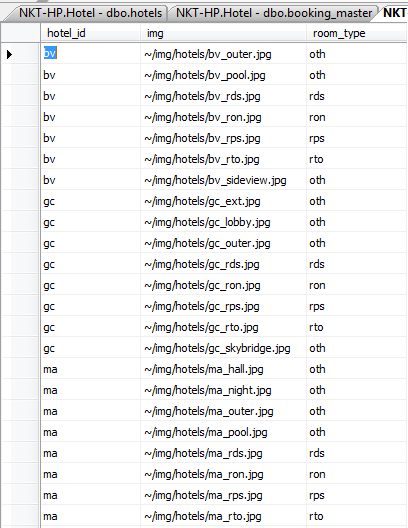 NKT-HP.Hotel - dbo.hotels NKT-HP.Hotel - dbo.booking_master NKT
hotel_id img room_type
bv ~/img/hotels/bv_outer.jpg oth
bv ~/img/hotels/bv_pool.jpg oth
bv ~/img/hotels/bv_rds.jpg rds
bv ~/img/hotels/bv_ron.jpg ron
bv ~/img/hotels/bv_rps.jpg rps
bv ~/img/hotels/bv_rto.jpg rto
bv ~/img/hotels/bv_sideview.jpg oth
gc ~/img/hotels/gc_ext.jpg oth
gc ~/img/hotels/gc_lobby.jpg oth
gc ~/img/hotels/gc_outer.jpg oth
gc ~/img/hotels/gc_rds.jpg rds
gc ~/img/hotels/gc_ron.jpg ron
gc ~/img/hotels/gc_rps.jpg rps
gc ~/img/hotels/gc_rto.jpg rto
gc ~/img/hotels/gc_skybridge.jpg oth
ma ~/img/hotels/ma_hall.jpg oth
ma ~/img/hotels/ma_night.jpg oth
ma ~/img/hotels/ma_outer.jpg oth
ma ~/img/hotels/ma_pool.jpg oth
ma ~/img/hotels/ma_rds.jpg rds
ma ~/img/hotels/ma_ron.jpg ron
ma ~/img/hotels/ma_rps.jpg rps
ma ~/img/hotels/ma_rto.jpg rto